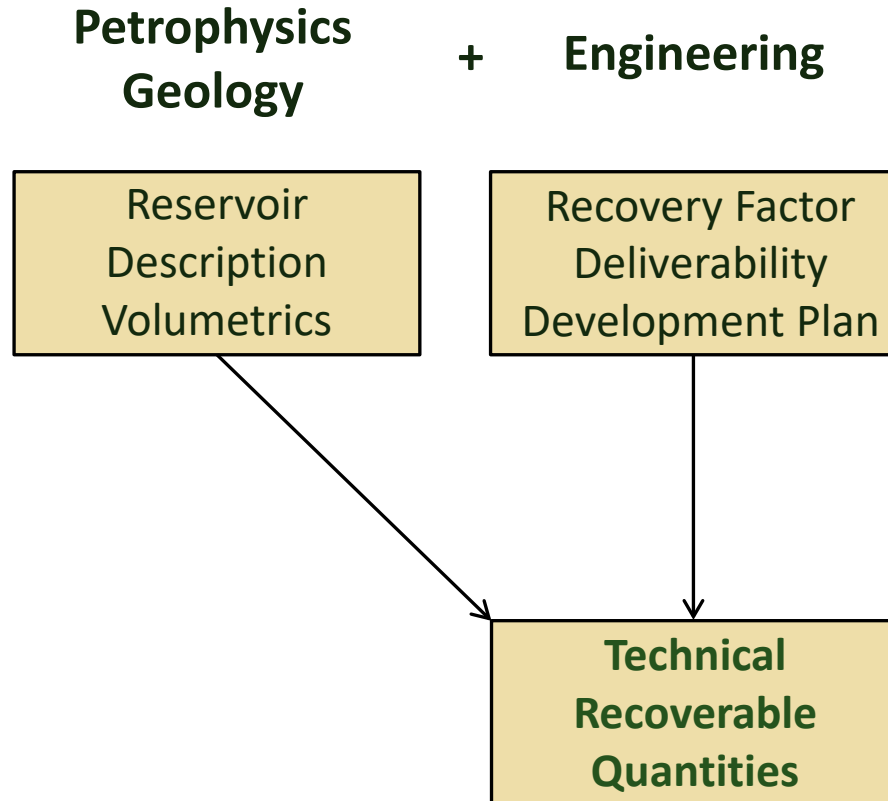 Petrophysics
Geology
+
Engineering
Reservoir
Description
Volumetrics
Recovery Factor
Deliverability
Development Plan
Technical
Recoverable
Quantities